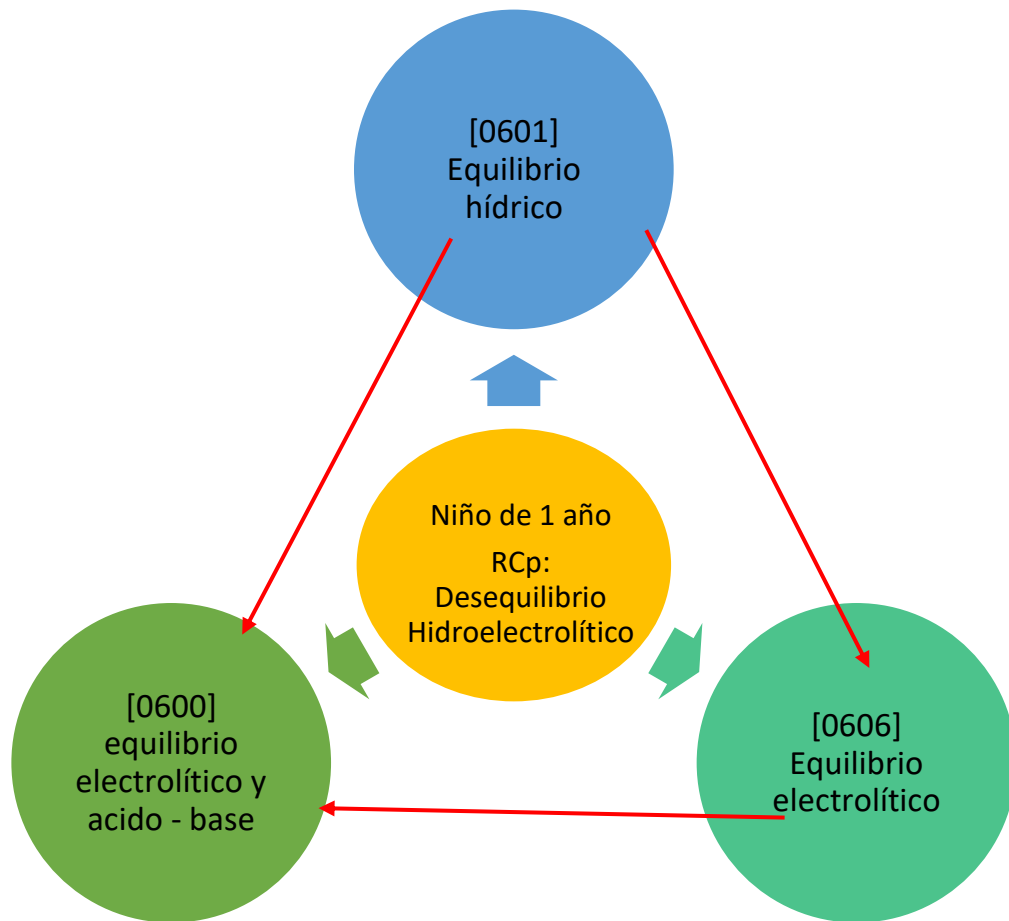 [0601]
Equilibrio
hídrico
Niño de 1 año
RCp:
Desequilibrio
Hidroelectrolítico
[0600]
equilibrio
electrolítico y
acido - base
[0606]
Equilibrio
electrolítico